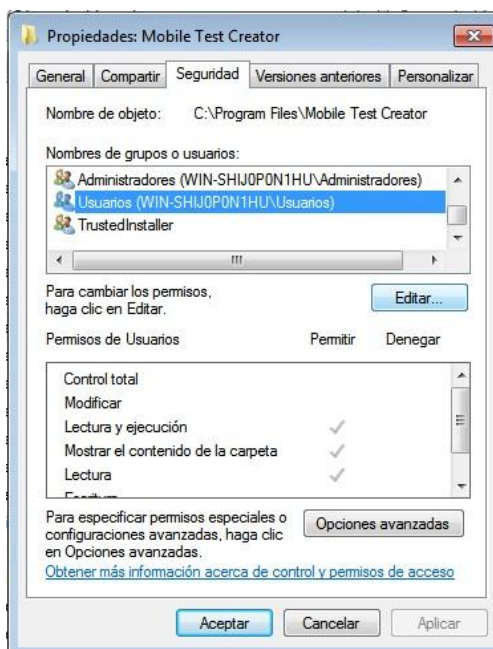 Propiedades: Mobile Test Creator
General Compartir Seguridad Versiones anteriores Personalizar
Nombre de objeto: C:\Program Files\Mobile Test Creator
Nombres de grupos o usuarios:
Administradores (WIN-SHIJ0P0N1HU\Administradores)
Usuarios (WIN-SHIJ0P0N1HU\Usuarios)
TrustedInstaller
Para cambiar los permisos,
haga clic en Editar.
Editar...
Permisos de Usuarios Permitir Denegar
Control total
Modificar
Lectura y ejecución
Mostrar el contenido de la carpeta
Lectura
Escritura
Para especificar permisos especiales o
configuraciones avanzadas, haga clic
en Opciones avanzadas.
Opciones avanzadas
Obtener más información acerca de control y permisos de acceso
Aceptar Cancelar Aplicar